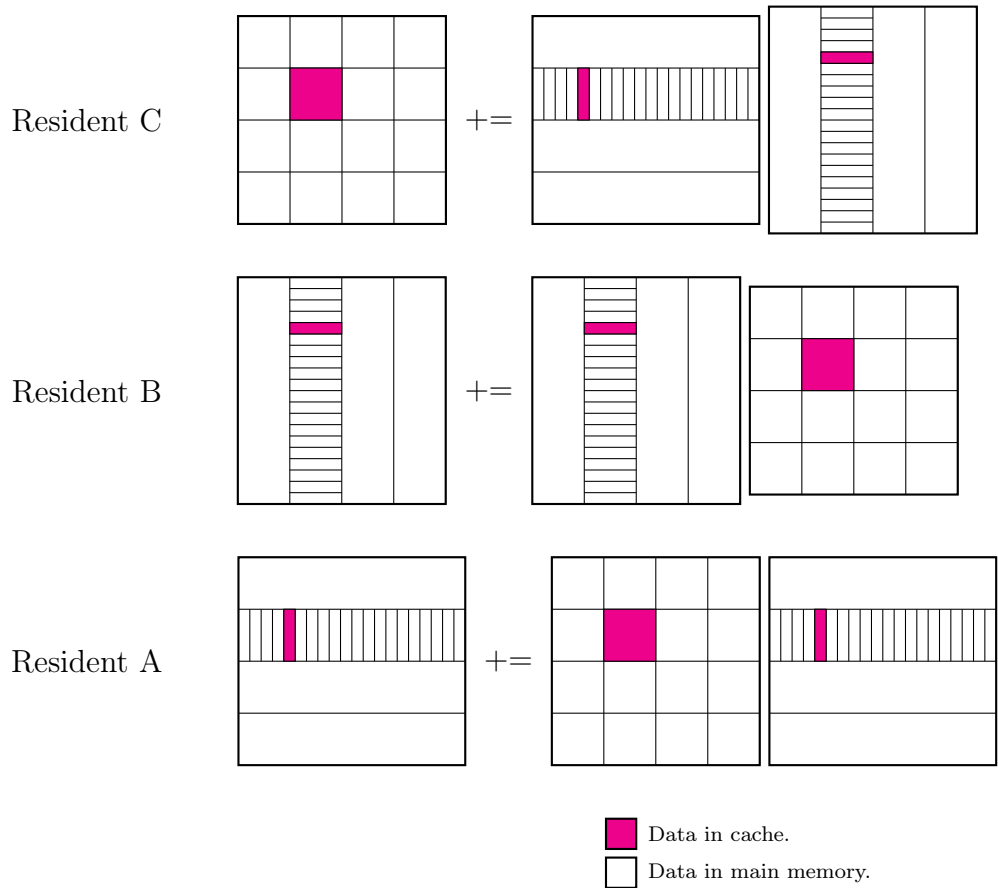 Resident C
+=
Resident B
+=
Resident A
+=
Data in cache.
Data in main memory.